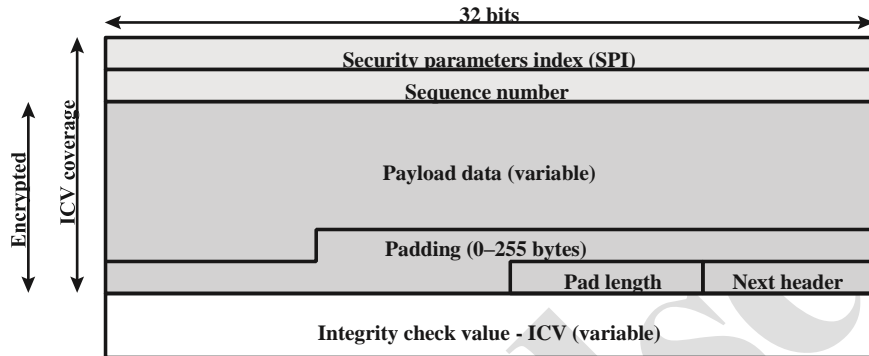 32 bits
Security parameters index (SPI)
Sequence number
Encrypted
ICV coverage
Payload data (variable)
Padding (0–255 bytes)
Pad length
Next header
Integrity check value - ICV (variable)